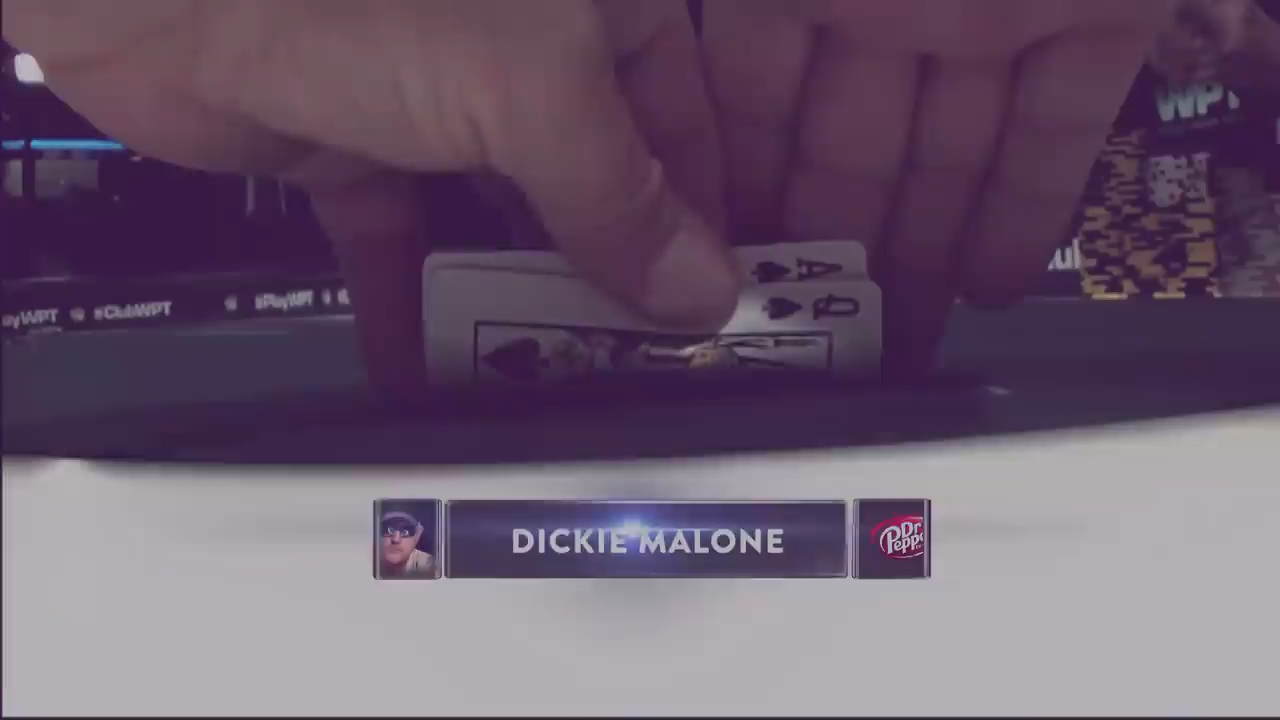 WPT
#PlayWPT
#ClubWPT
A
Q
DICKIE MALONE
Dr
Pepper